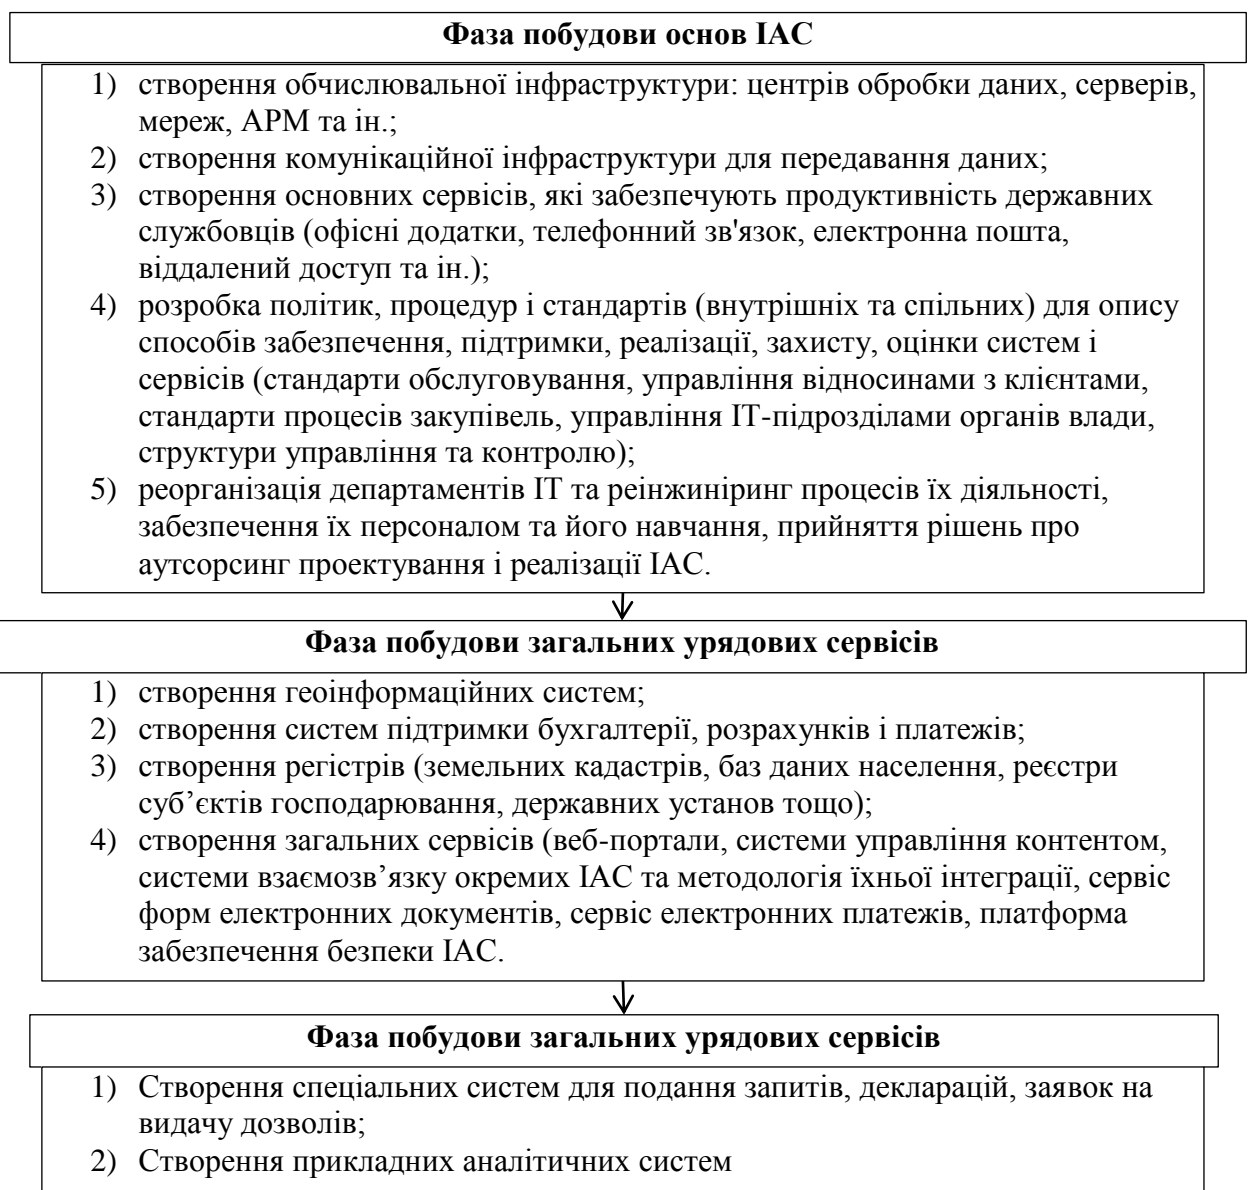 Фаза побудови основ ІАС
1) створення обчислювальної інфраструктури: центрів обробки даних, серверів,
мереж, АРМ та ін.;
2) створення комунікаційної інфраструктури для передавання даних;
3) створення основних сервісів, які забезпечують продуктивність державних
службовців (офісні додатки, телефонний зв'язок, електронна пошта,
віддалений доступ та ін.);
4) розробка політик, процедур і стандартів (внутрішніх та спільних) для опису
способів забезпечення, підтримки, реалізації, захисту, оцінки систем і
сервісів (стандарти обслуговування, управління відносинами з клієнтами,
стандарти процесів закупівель, управління ІТ-підрозділами органів влади,
структури управління та контролю);
5) реорганізація департаментів ІТ та реінжиніринг процесів їх діяльності,
забезпечення їх персоналом та його навчання, прийняття рішень про
аутсорсинг проектування і реалізації ІАС.
Фаза побудови загальних урядових сервісів
1) створення геоінформаційних систем;
2) створення систем підтримки бухгалтерії, розрахунків і платежів;
3) створення регістрів (земельних кадастрів, баз даних населення, реєстри
суб’єктів господарювання, державних установ тощо);
4) створення загальних сервісів (веб-портали, системи управління контентом,
системи взаємозв’язку окремих ІАС та методологія їхньої інтеграції, сервіс
форм електронних документів, сервіс електронних платежів, платформа
забезпечення безпеки ІАС.
Фаза побудови загальних урядових сервісів
1) Створення спеціальних систем для подання запитів, декларацій, заявок на
видачу дозволів;
2) Створення прикладних аналітичних систем